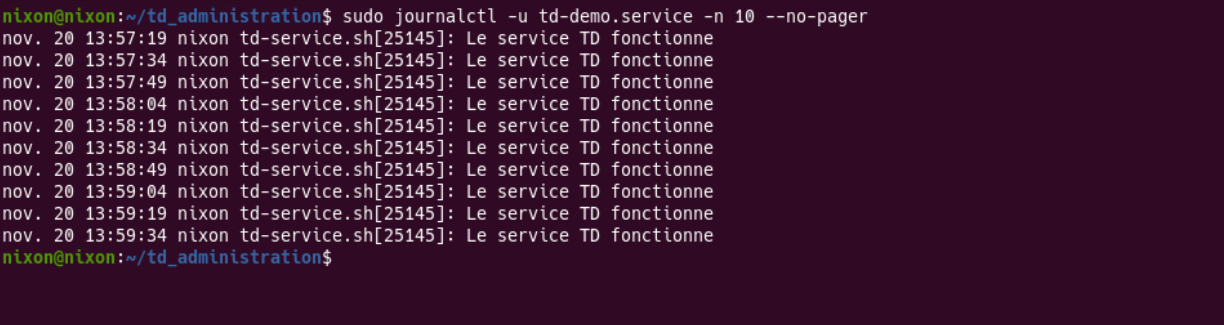 nixon@nixon:~/td_administration$ sudo journalctl -u td-demo.service -n 10 --no-pager
nov. 20 13:57:19 nixon td-service.sh[25145]: Le service TD fonctionne
nov. 20 13:57:34 nixon td-service.sh[25145]: Le service TD fonctionne
nov. 20 13:57:49 nixon td-service.sh[25145]: Le service TD fonctionne
nov. 20 13:58:04 nixon td-service.sh[25145]: Le service TD fonctionne
nov. 20 13:58:19 nixon td-service.sh[25145]: Le service TD fonctionne
nov. 20 13:58:34 nixon td-service.sh[25145]: Le service TD fonctionne
nov. 20 13:58:49 nixon td-service.sh[25145]: Le service TD fonctionne
nov. 20 13:59:04 nixon td-service.sh[25145]: Le service TD fonctionne
nov. 20 13:59:19 nixon td-service.sh[25145]: Le service TD fonctionne
nov. 20 13:59:34 nixon td-service.sh[25145]: Le service TD fonctionne
nixon@nixon:~/td_administration$